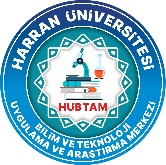 HARRAN ÜNİVERSİTESİ
HUBTAM
BİLİM VE TEKNOLOJİ
UYGULAMA VE ARAŞTIRMA MERKEZİ